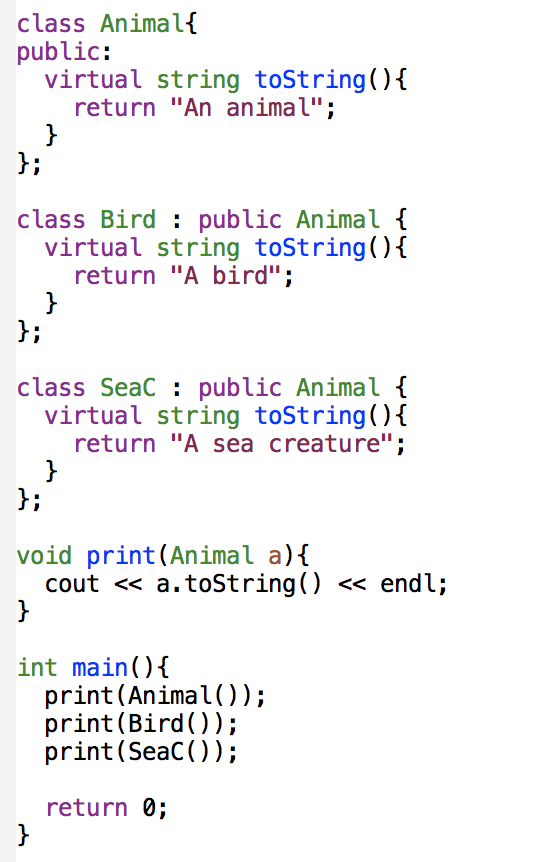 class Animal{
public:
  virtual string toString(){
    return "An animal";
  }
};

class Bird : public Animal {
  virtual string toString(){
    return "A bird";
  }
};

class SeaC : public Animal {
  virtual string toString(){
    return "A sea creature";
  }
};

void print(Animal a){
  cout << a.toString() << endl;
}

int main(){
  print(Animal());
  print(Bird());
  print(SeaC());

  return 0;
}